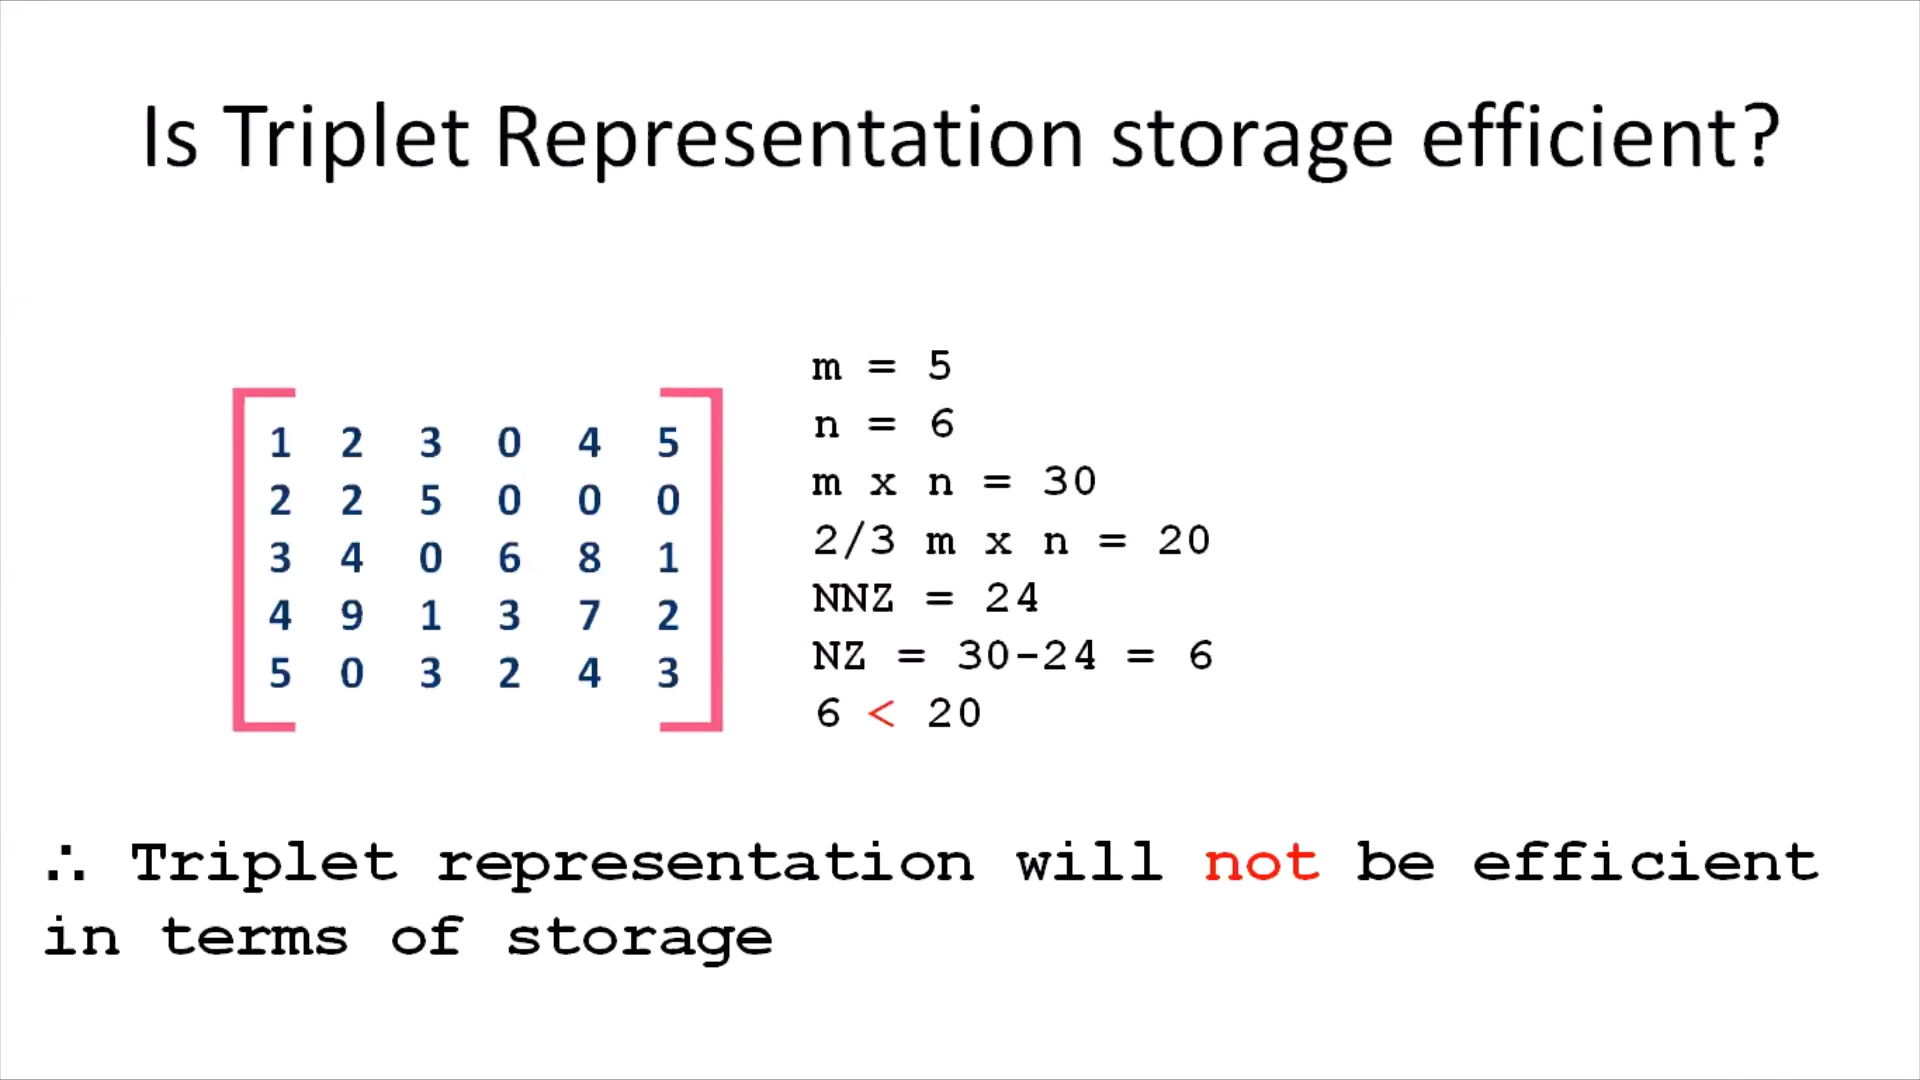 Is Triplet Representation storage efficient?
1 2 3 0 4 5
2 2 5 0 0 0
3 4 0 6 8 1
4 9 1 3 7 2
5 0 3 2 4 3
m = 5
n = 6
m x n = 30
2/3 m x n = 20
NNZ = 24
NZ = 30-24 = 6
6 < 20
∴ Triplet representation will not be efficient
in terms of storage